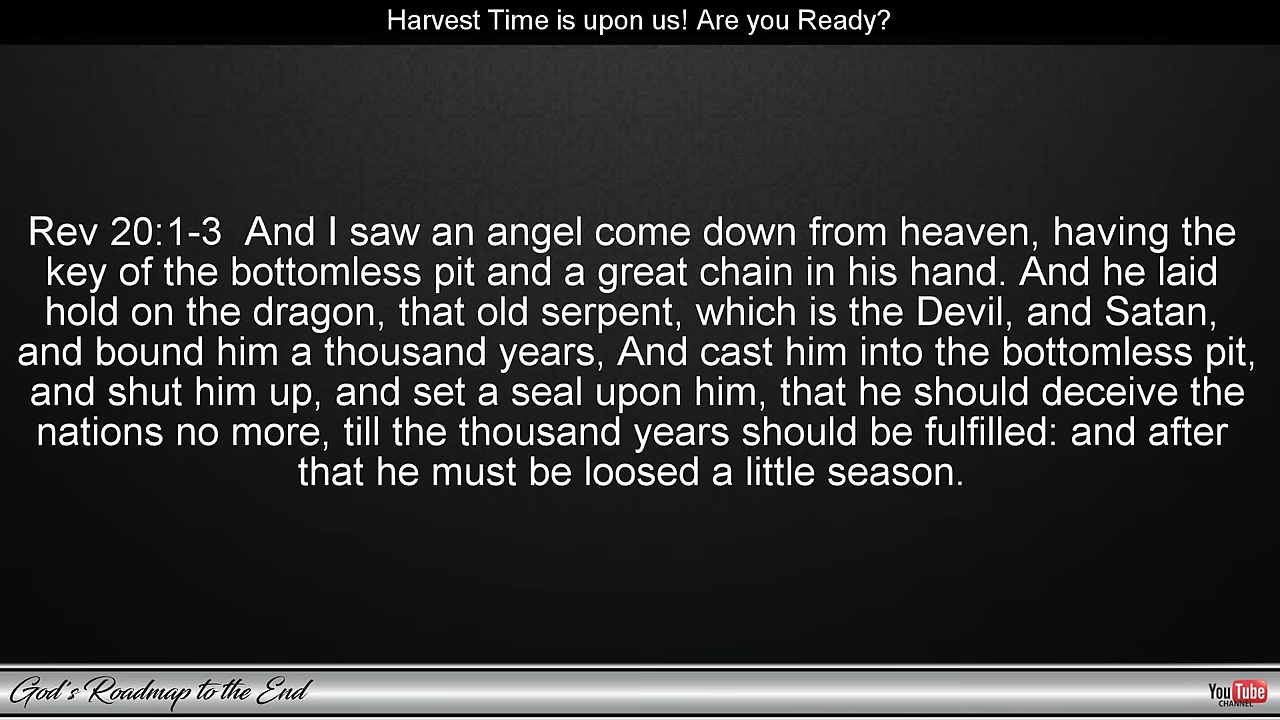 Harvest Time is upon us! Are you Ready?
Rev 20:1-3  And I saw an angel come down from heaven, having the
key of the bottomless pit and a great chain in his hand. And he laid
hold on the dragon, that old serpent, which is the Devil, and Satan,
and bound him a thousand years, And cast him into the bottomless pit,
and shut him up, and set a seal upon him, that he should deceive the
nations no more, till the thousand years should be fulfilled: and after
that he must be loosed a little season.
God's Roadmap to the End
YouTube
CHANNEL